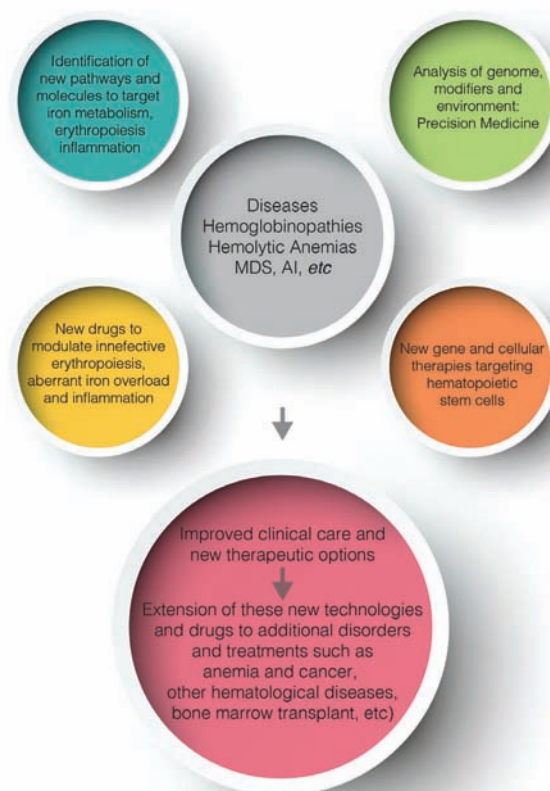 Identification of
new pathways and
molecules to target
iron metabolism,
erythropoiesis
inflammation
Analysis of genome,
modifiers and
environment:
Precision Medicine
Diseases
Hemoglobinopathies
Hemolytic Anemias
MDS, AI, etc
New drugs to
modulate innefective
erythropoiesis,
aberrant iron overload
and inflammation
New gene and cellular
therapies targeting
hematopoietic
stem cells
Improved clinical care and
new therapeutic options
Extension of these new technologies
and drugs to additional disorders
and treatments such as
anemia and cancer,
other hematological diseases,
bone marrow transplant, etc)